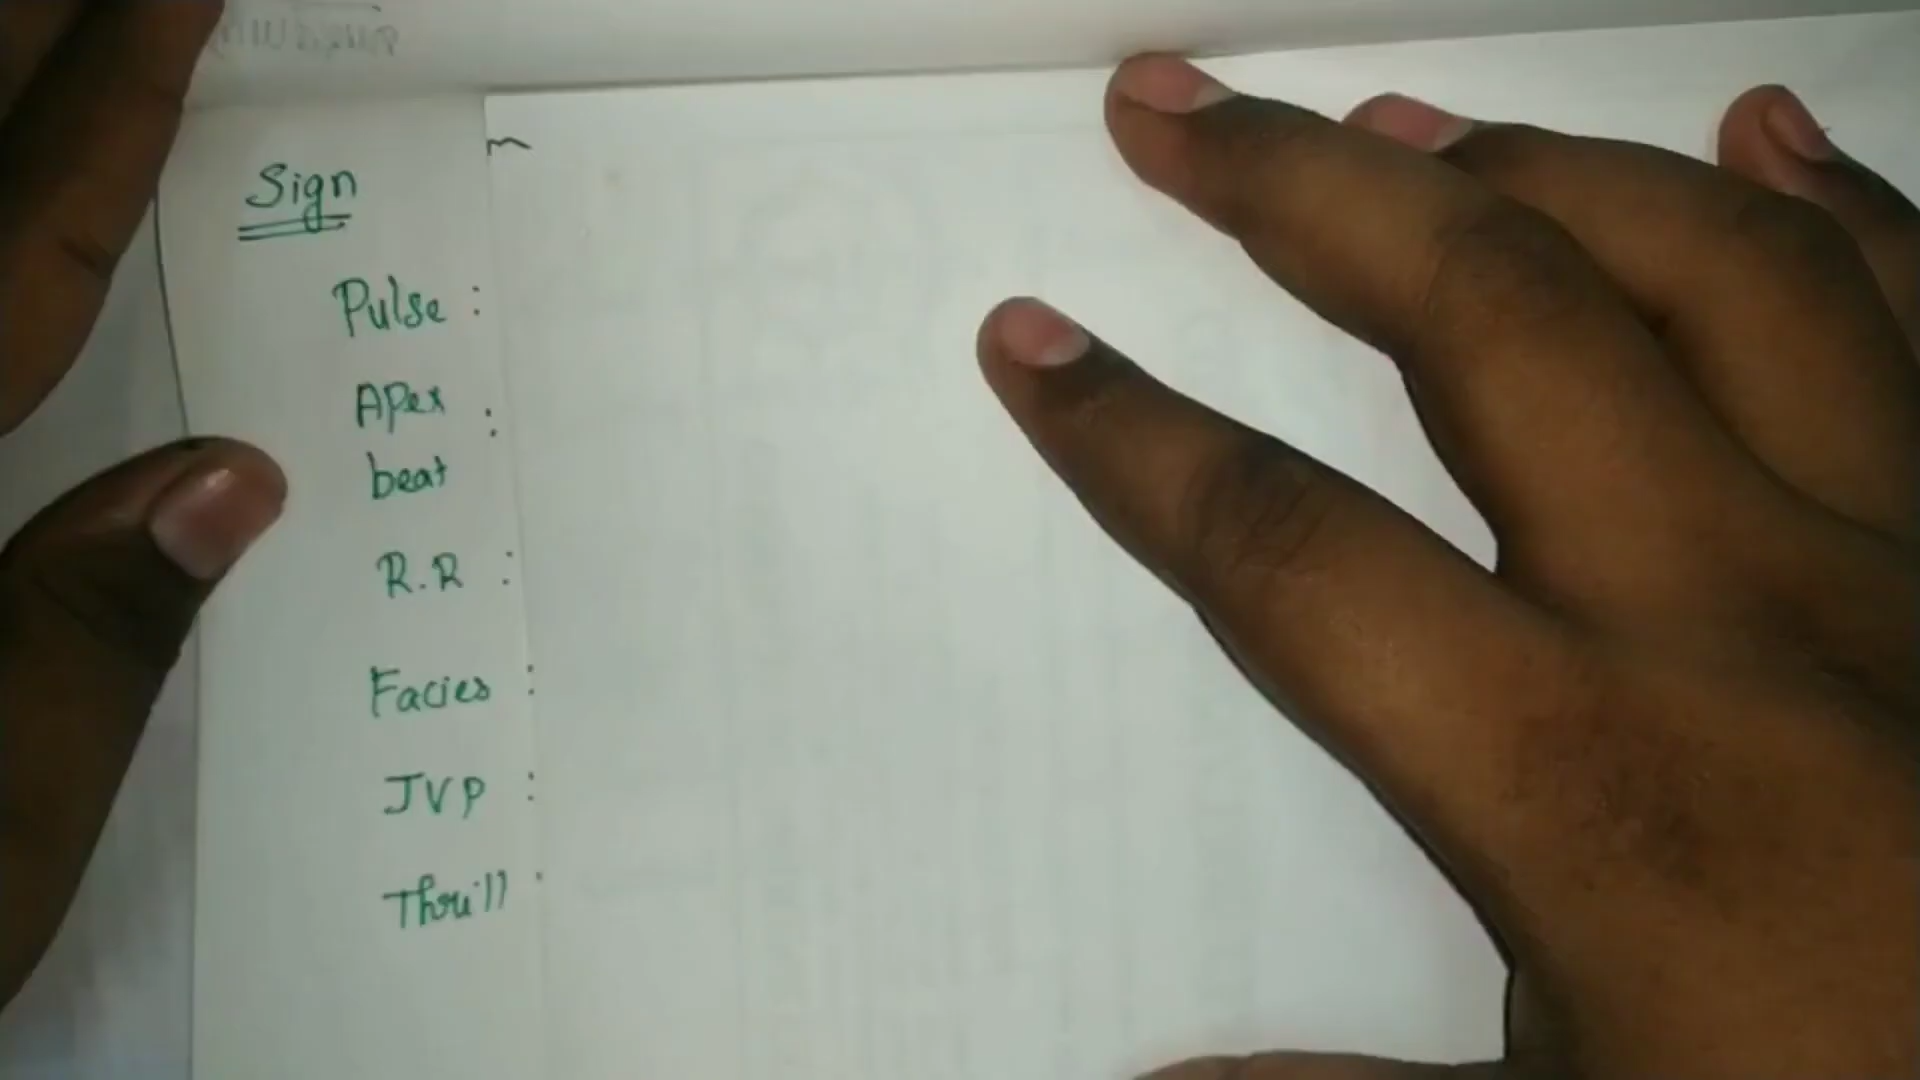 Sign
Pulse :
Apex :
beat
R.R :
Facies :
JVP :
Thrill :